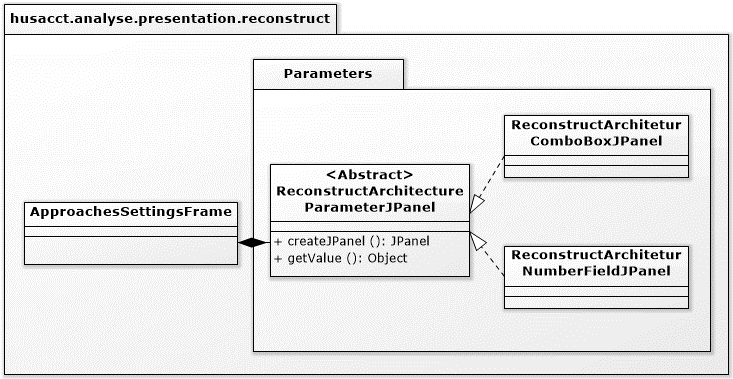 husacct.analyse.presentation.reconstruct
Parameters
ReconstructArchitetur
ComboBoxJPanel
<Abstract>
ReconstructArchitecture
ParameterJPanel
+ createJPanel (): JPanel
+ getValue (): Object
ApproachesSettingsFrame
ReconstructArchitetur
NumberFieldJPanel